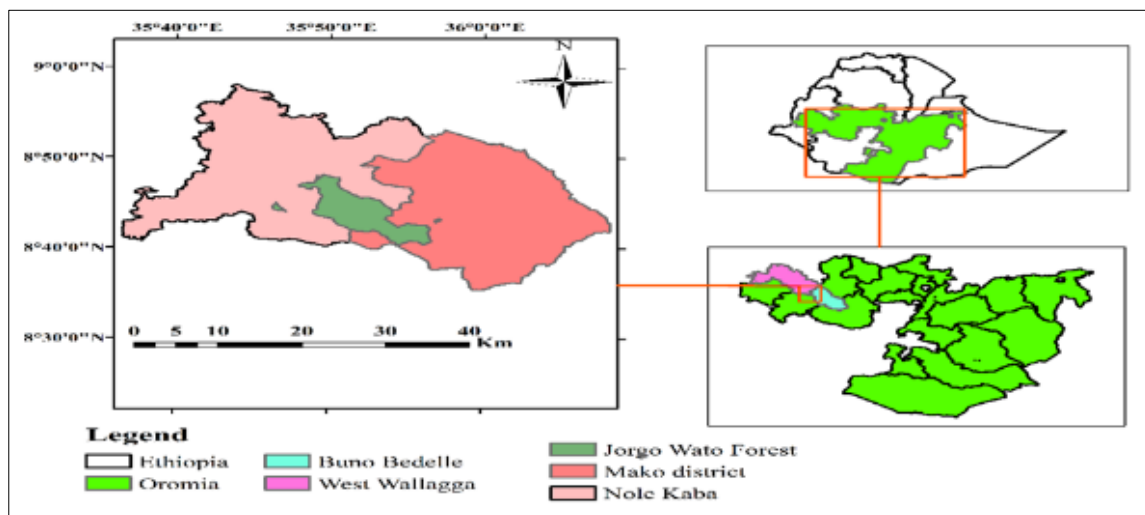 35°40'0"E 35°50'0"E 36°0'0"E
N
9°0'0"N
8°50'0"N
8°40'0"N
8°30'0"N
0 5 10 20 30 40
Km
Legend
Ethiopia
Oromia
Buno Bedelle
West Wallagga
Jorgo Wato Forest
Mako district
Nole Kaba